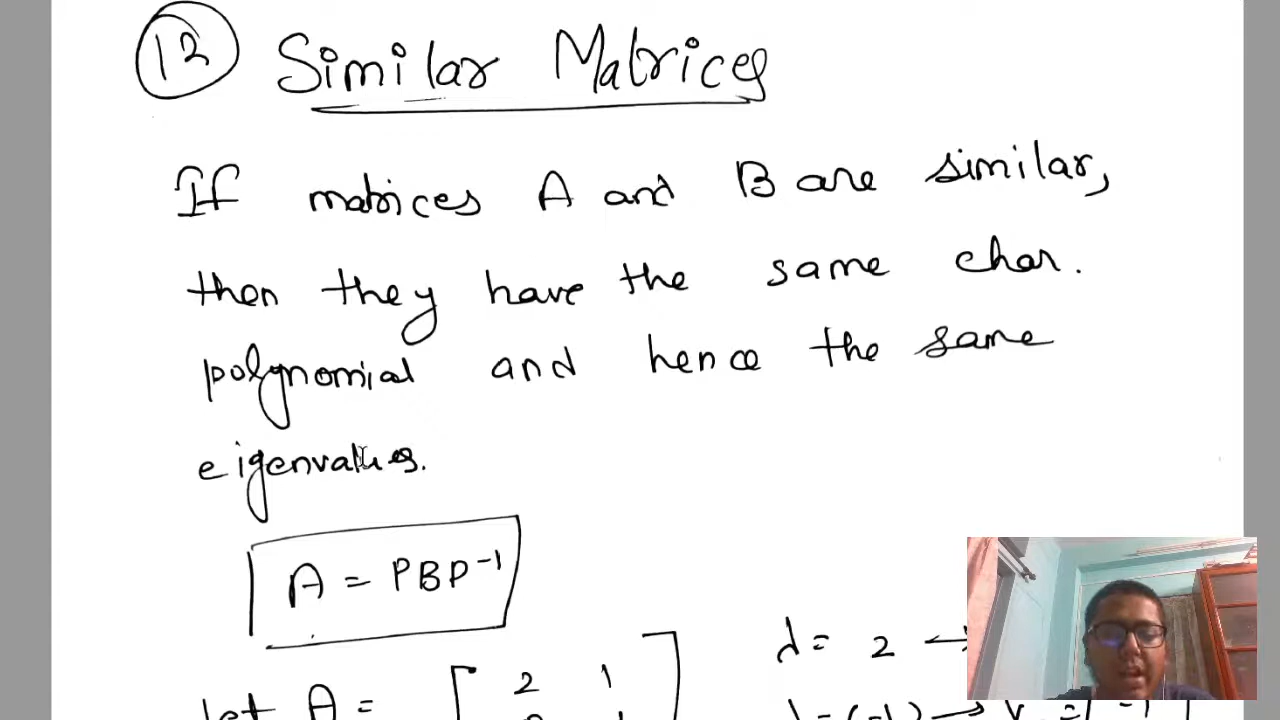 12 Similar Matrices
If matrices A and B are similar,
then they have the same char.
polynomial and hence the same
eigenvalues.
A = PBP⁻¹
λ = 2
let A = [ 2 1